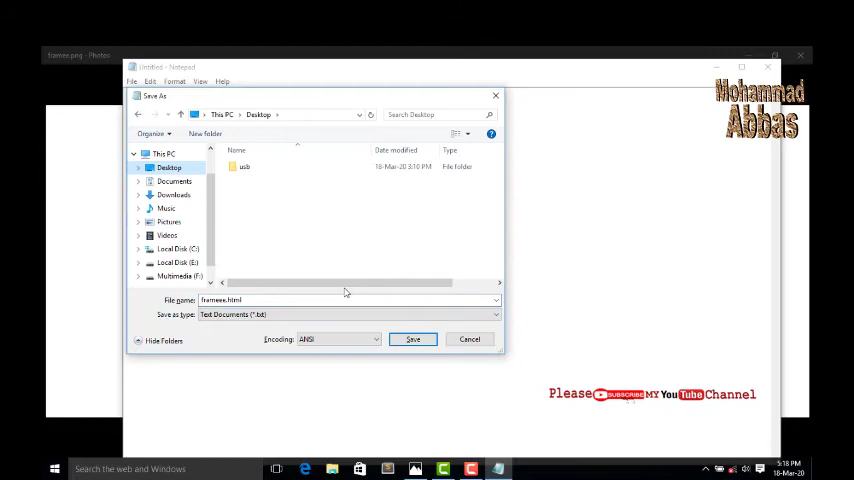 framee.png - Photos
Untitled - Notepad
File Edit Format View Help
Save As
This PC > Desktop >
Search Desktop
Organize
New folder
Name Date modified Type
usb 18-Mar-20 3:10 PM File folder
This PC
Desktop
Documents
Downloads
Music
Pictures
Videos
Local Disk (C:)
Local Disk (E:)
Multimedia (F:)
File name: frameee.html
Save as type: Text Documents (*.txt)
Hide Folders
Encoding: ANSI
Save
Cancel
Mohammad
Abbas
Please SUBSCRIBE MY YouTube Channel
Search the web and Windows
5:18 PM
18-Mar-20